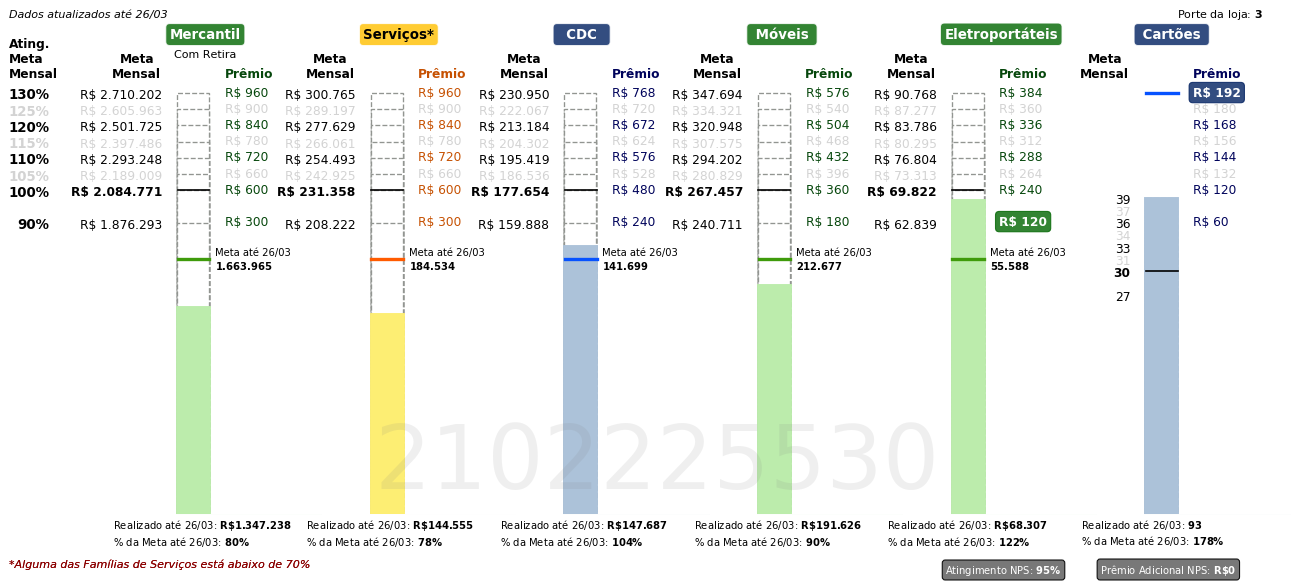 Dados atualizados até 26/03
Porte da loja: 3
Mercantil Serviços* CDC Móveis Eletroportáteis Cartões
Com Retira
Ating. Meta Mensal
Meta Mensal Prêmio Meta Mensal Prêmio Meta Mensal Prêmio Meta Mensal Prêmio Meta Mensal Prêmio Meta Mensal Prêmio
130% R$ 2.710.202 R$ 960 R$ 300.765 R$ 960 R$ 230.950 R$ 768 R$ 347.694 R$ 576 R$ 90.768 R$ 384 R$ 192
125% R$ 2.605.963 R$ 900 R$ 289.197 R$ 900 R$ 222.067 R$ 720 R$ 334.321 R$ 540 R$ 87.277 R$ 360 R$ 180
120% R$ 2.501.725 R$ 840 R$ 277.629 R$ 840 R$ 213.184 R$ 672 R$ 320.948 R$ 504 R$ 83.786 R$ 336 R$ 168
115% R$ 2.397.486 R$ 780 R$ 266.061 R$ 780 R$ 204.302 R$ 624 R$ 307.575 R$ 468 R$ 80.295 R$ 312 R$ 156
110% R$ 2.293.248 R$ 720 R$ 254.493 R$ 720 R$ 195.419 R$ 576 R$ 294.202 R$ 432 R$ 76.804 R$ 288 R$ 144
105% R$ 2.189.009 R$ 660 R$ 242.925 R$ 660 R$ 186.536 R$ 528 R$ 280.829 R$ 396 R$ 73.313 R$ 264 R$ 132
100% R$ 2.084.771 R$ 600 R$ 231.358 R$ 600 R$ 177.654 R$ 480 R$ 267.457 R$ 360 R$ 69.822 R$ 240 R$ 120
39
37
90% R$ 1.876.293 R$ 300 R$ 208.222 R$ 300 R$ 159.888 R$ 240 R$ 240.711 R$ 180 R$ 62.839 R$ 120 36 R$ 60
34
33
Meta até 26/03 Meta até 26/03 Meta até 26/03 Meta até 26/03 Meta até 26/03
31
1.663.965 184.534 141.699 212.677 55.588
30
27
2102225530
Realizado até 26/03: R$1.347.238 Realizado até 26/03: R$144.555 Realizado até 26/03: R$147.687 Realizado até 26/03: R$191.626 Realizado até 26/03: R$68.307 Realizado até 26/03: 93
% da Meta até 26/03: 80% % da Meta até 26/03: 78% % da Meta até 26/03: 104% % da Meta até 26/03: 90% % da Meta até 26/03: 122% % da Meta até 26/03: 178%
*Alguma das Famílias de Serviços está abaixo de 70%
Atingimento NPS: 95% Prêmio Adicional NPS: R$0